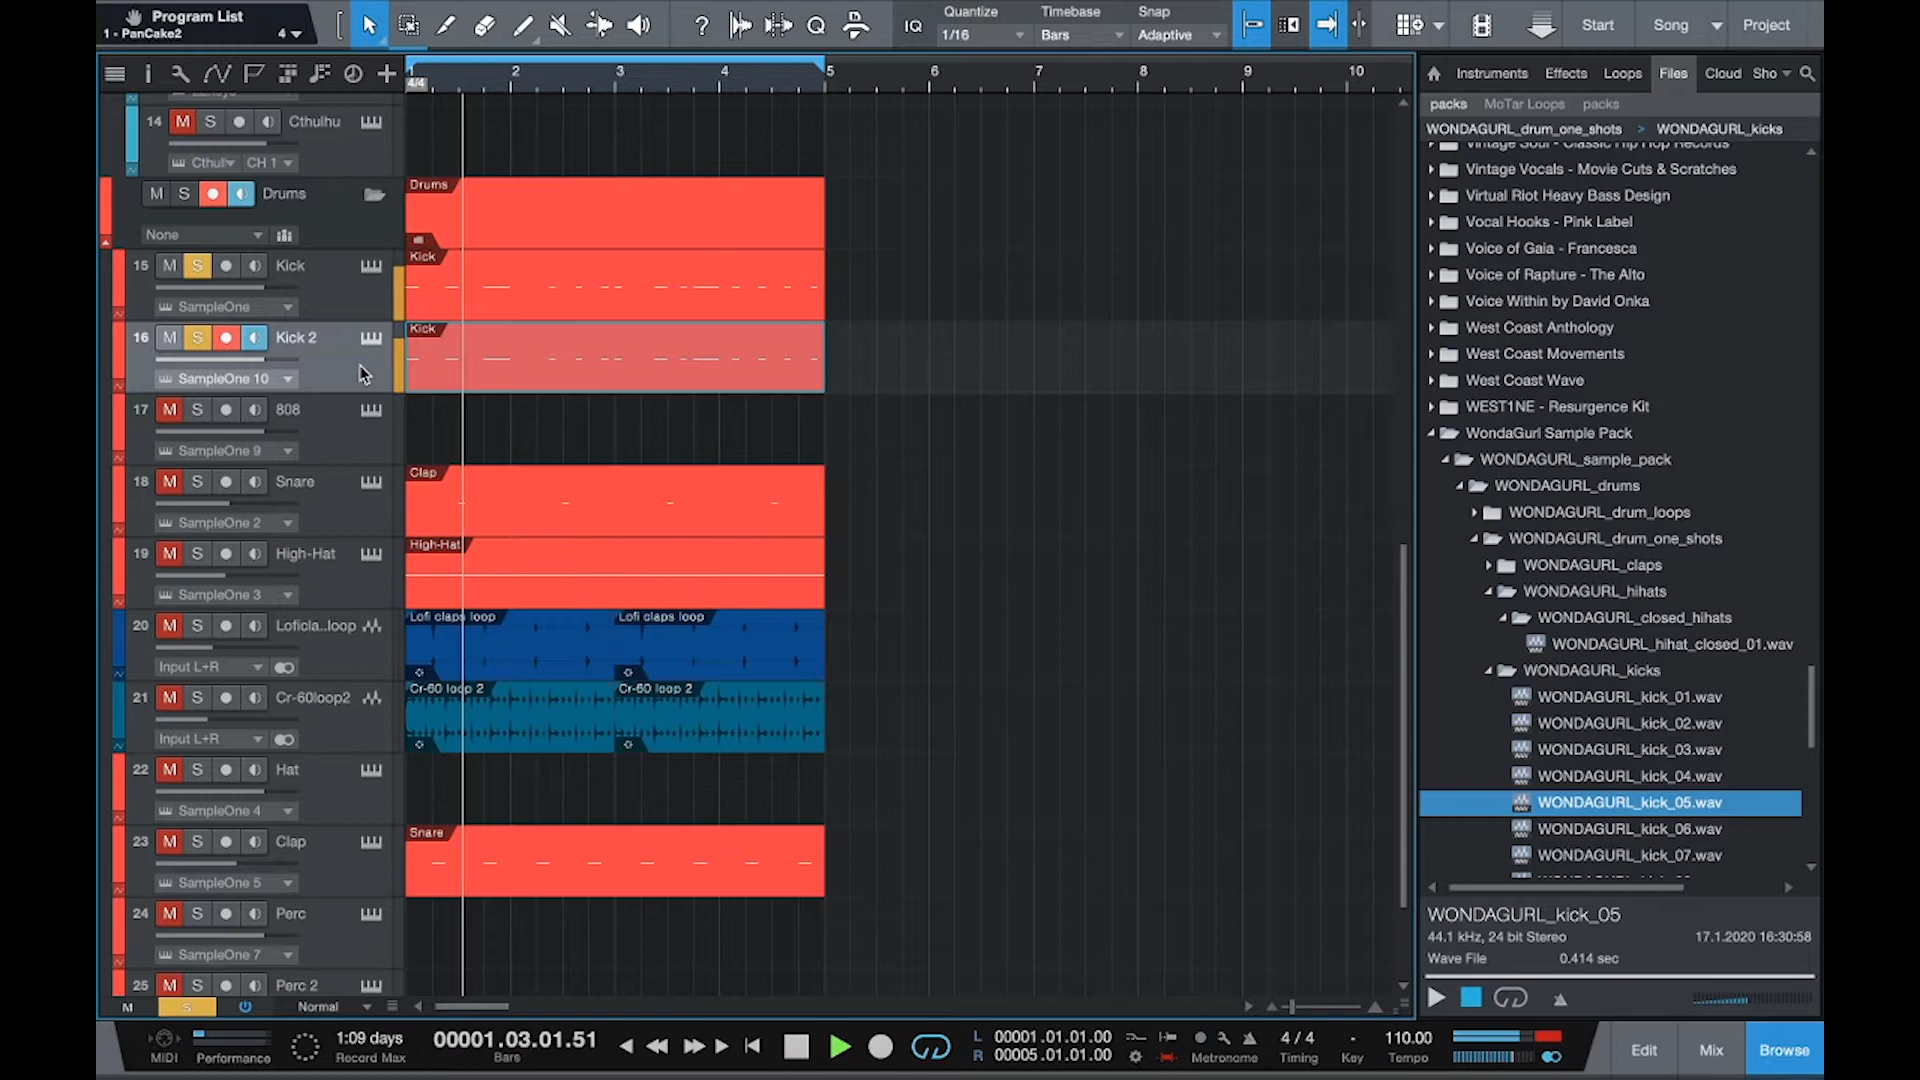 Program List
1 - PanCake2
4
?
IQ
Quantize
1/16
Timebase
Bars
Snap
Adaptive
Start
Song
Project
i
4/4
2
3
4
5
6
7
8
9
10
Instruments
Effects
Loops
Files
Cloud
Sho
packs
MoTar Loops
packs
WONDAGURL_drum_one_shots > WONDAGURL_kicks
14 M S Cthulhu
Cthul CH 1
M S Drums
None
15 M S Kick
SampleOne
16 M S Kick 2
SampleOne 10
17 M S 808
SampleOne 9
18 M S Snare
SampleOne 2
19 M S High-Hat
SampleOne 3
20 M S Loficla..loop
Input L+R
21 M S Cr-60loop2
Input L+R
22 M S Hat
SampleOne 4
23 M S Clap
SampleOne 5
24 M S Perc
SampleOne 7
25 M S Perc 2
M S Normal
Drums
Kick
Kick
Clap
High-Hat
Lofi claps loop
Lofi claps loop
Cr-60 loop 2
Cr-60 loop 2
Snare
Vintage Soul - Classic Hip Hop Records
Vintage Vocals - Movie Cuts & Scratches
Virtual Riot Heavy Bass Design
Vocal Hooks - Pink Label
Voice of Gaia - Francesca
Voice of Rapture - The Alto
Voice Within by David Onka
West Coast Anthology
West Coast Movements
West Coast Wave
WEST1NE - Resurgence Kit
WondaGurl Sample Pack
WONDAGURL_sample_pack
WONDAGURL_drums
WONDAGURL_drum_loops
WONDAGURL_drum_one_shots
WONDAGURL_claps
WONDAGURL_hihats
WONDAGURL_closed_hihats
WONDAGURL_hihat_closed_01.wav
WONDAGURL_kicks
WONDAGURL_kick_01.wav
WONDAGURL_kick_02.wav
WONDAGURL_kick_03.wav
WONDAGURL_kick_04.wav
WONDAGURL_kick_05.wav
WONDAGURL_kick_06.wav
WONDAGURL_kick_07.wav
WONDAGURL_kick_05
44.1 kHz, 24 bit Stereo 17.1.2020 16:30:58
Wave File 0.414 sec
MIDI
Performance
1:09 days
Record Max
00001.03.01.51
Bars
L 00001.01.01.00
R 00005.01.01.00
Metronome
4 / 4
Timing
-
Key
110.00
Tempo
Edit
Mix
Browse